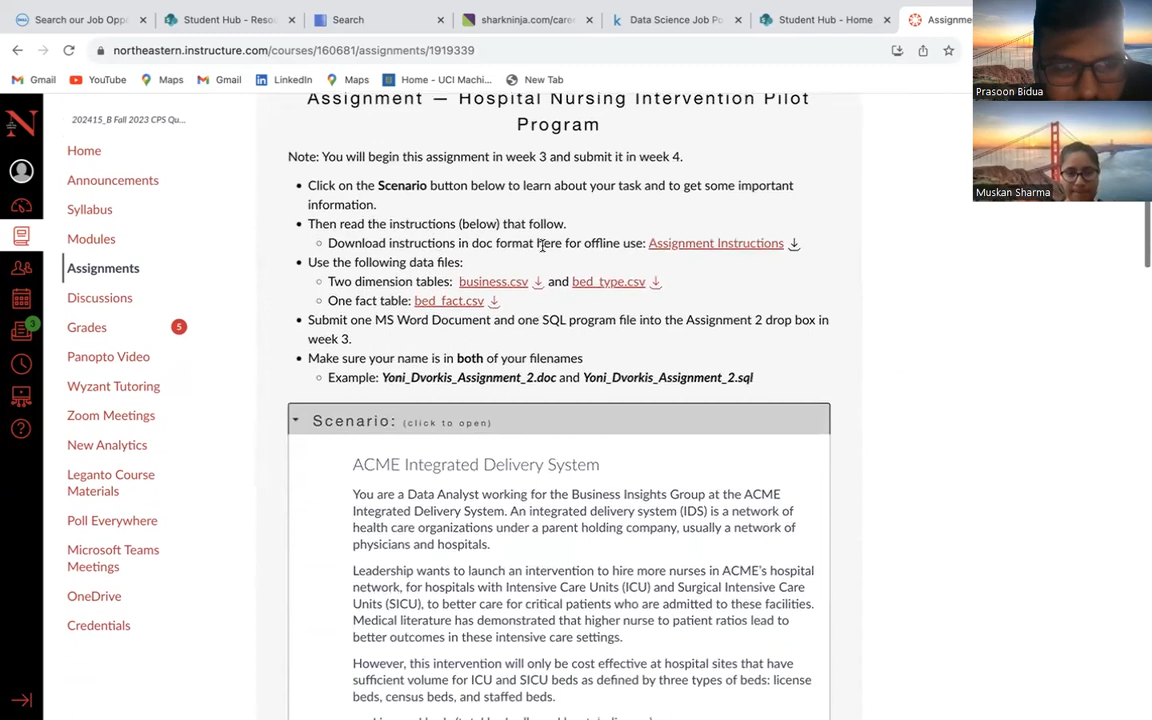 Search our Job Oppo
Student Hub - Reso
Search
sharkninja.com/care
Data Science Job Po
Student Hub - Home
Assignme
northeastern.instructure.com/courses/160681/assignments/1919339
Gmail
YouTube
Maps
Gmail
LinkedIn
Maps
Home - UCI Machi...
New Tab
Prasoon Bidua
Muskan Sharma
202415_B Fall 2023 CPS Qu...
Home
Announcements
Syllabus
Modules
Assignments
Discussions
Grades 5
Panopto Video
3
Wyzant Tutoring
Zoom Meetings
New Analytics
Leganto Course
Materials
Poll Everywhere
Microsoft Teams
Meetings
OneDrive
Credentials
Assignment — Hospital Nursing Intervention Pilot
Program
Note: You will begin this assignment in week 3 and submit it in week 4.
• Click on the Scenario button below to learn about your task and to get some important
information.
• Then read the instructions (below) that follow.
Download instructions in doc format here for offline use: Assignment Instructions
• Use the following data files:
Two dimension tables: business.csv and bed_type.csv
One fact table: bed_fact.csv
• Submit one MS Word Document and one SQL program file into the Assignment 2 drop box in
week 3.
• Make sure your name is in both of your filenames
Example: Yoni_Dvorkis_Assignment_2.doc and Yoni_Dvorkis_Assignment_2.sql
Scenario: (click to open)
ACME Integrated Delivery System
You are a Data Analyst working for the Business Insights Group at the ACME
Integrated Delivery System. An integrated delivery system (IDS) is a network of
health care organizations under a parent holding company, usually a network of
physicians and hospitals.
Leadership wants to launch an intervention to hire more nurses in ACME's hospital
network, for hospitals with Intensive Care Units (ICU) and Surgical Intensive Care
Units (SICU), to better care for critical patients who are admitted to these facilities.
Medical literature has demonstrated that higher nurse to patient ratios lead to
better outcomes in these intensive care settings.
However, this intervention will only be cost effective at hospital sites that have
sufficient volume for ICU and SICU beds as defined by three types of beds: license
beds, census beds, and staffed beds.